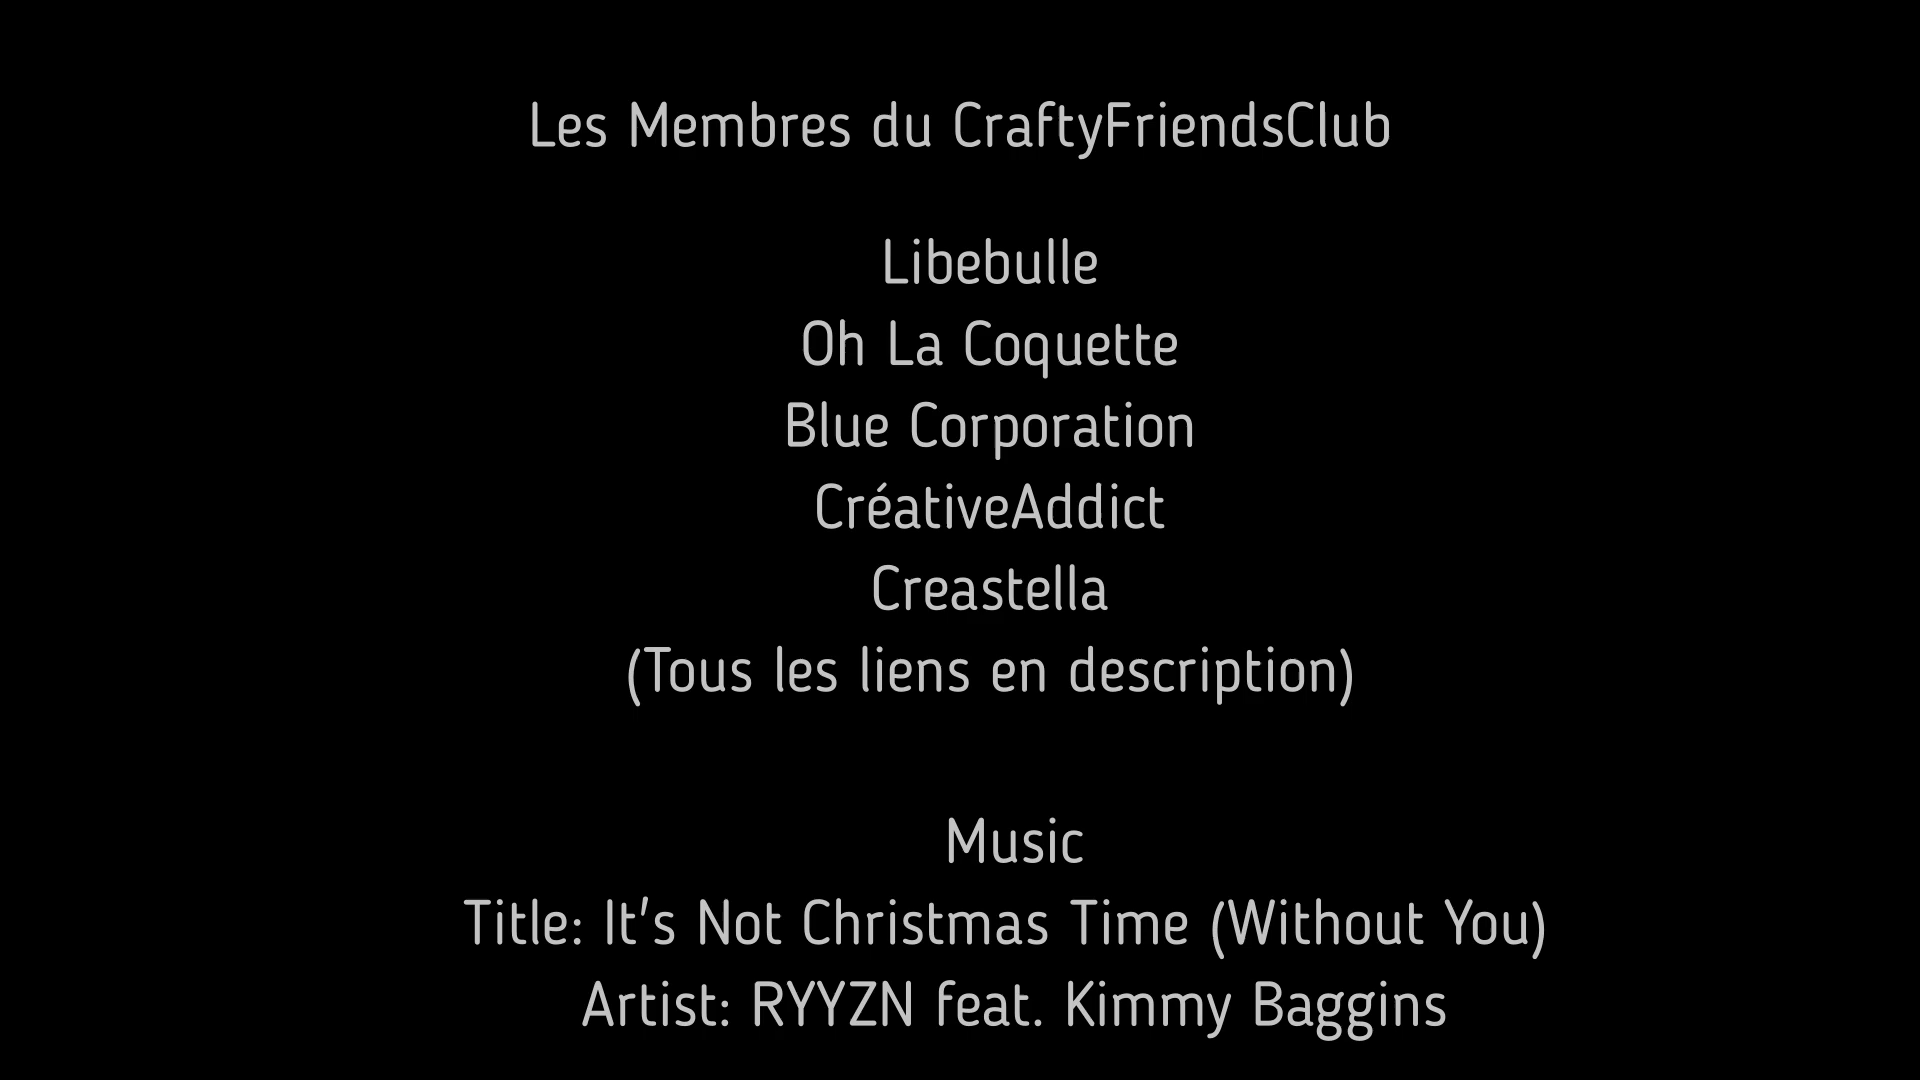 Les Membres du CraftyFriendsClub
Libebulle
Oh La Coquette
Blue Corporation
CréativeAddict
Creastella
(Tous les liens en description)
Music
Title: It's Not Christmas Time (Without You)
Artist: RYYZN feat. Kimmy Baggins